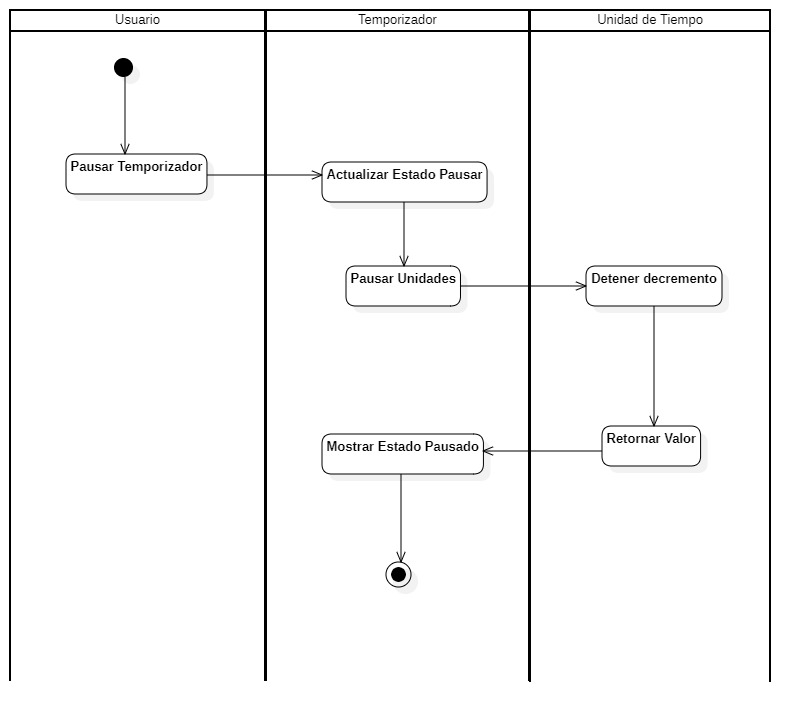 Usuario
Temporizador
Unidad de Tiempo
Pausar Temporizador
Actualizar Estado Pausar
Pausar Unidades
Detener decremento
Retornar Valor
Mostrar Estado Pausado